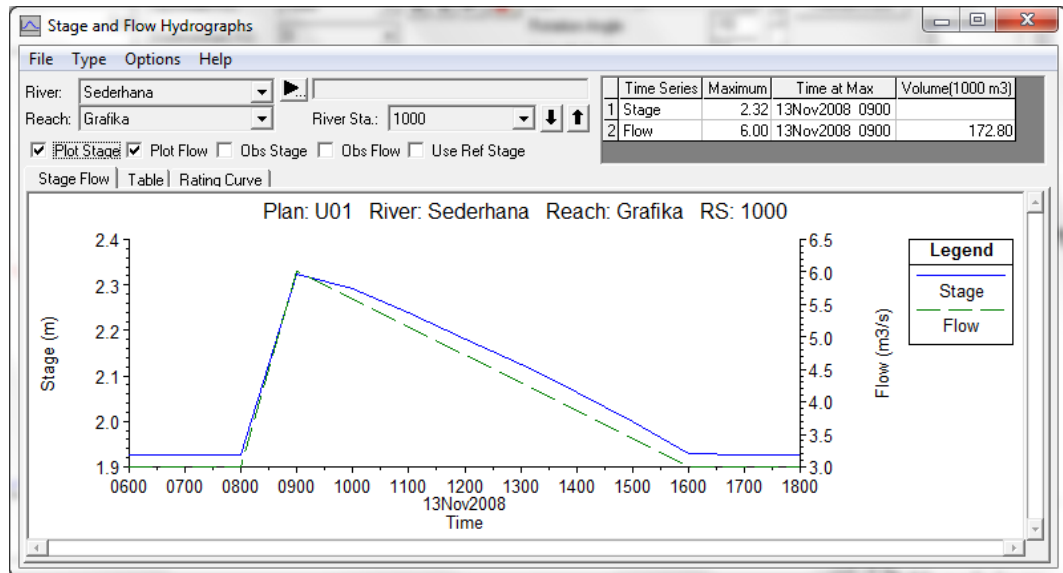 Stage and Flow Hydrographs
File Type Options Help
River: Sederhana
Reach: Grafika River Sta.: 1000
Plot Stage Plot Flow Obs Stage Obs Flow Use Ref Stage
Time Series Maximum Time at Max Volume(1000 m3)
1 Stage 2.32 13Nov2008 0900
2 Flow 6.00 13Nov2008 0900 172.80
Stage Flow Table Rating Curve
Plan: U01 River: Sederhana Reach: Grafika RS: 1000
2.4
2.3
2.2
2.1
2.0
1.9
Stage (m)
6.5
6.0
5.5
5.0
4.5
4.0
3.5
3.0
Flow (m3/s)
Legend
Stage
Flow
0600 0700 0800 0900 1000 1100 1200 1300 1400 1500 1600 1700 1800
13Nov2008
Time